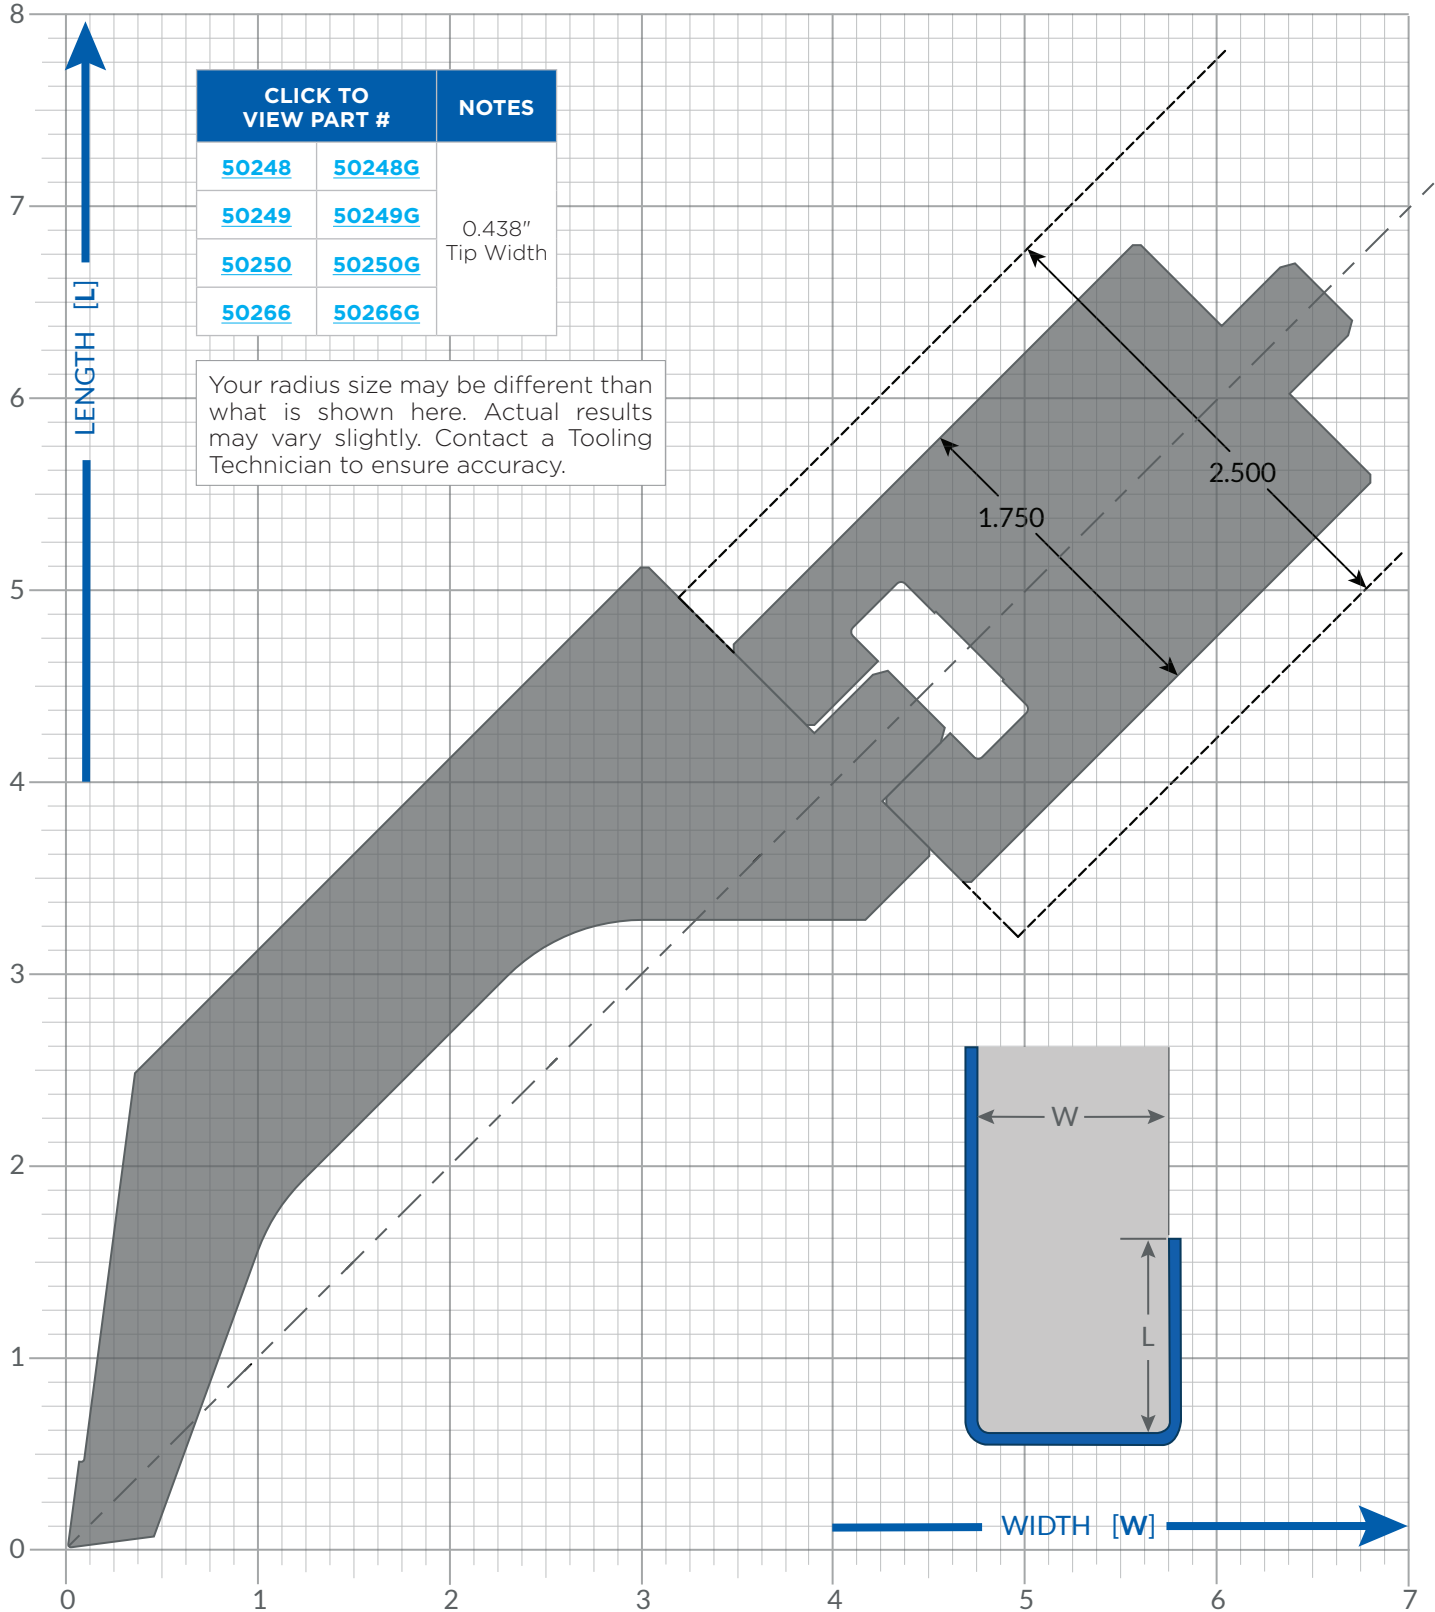 8
7
6
5
4
3
2
1
0
LENGTH [L]
CLICK TO
VIEW PART #
NOTES
50248 50248G
50249 50249G
50250 50250G
50266 50266G
0.438"
Tip Width
Your radius size may be different than
what is shown here. Actual results
may vary slightly. Contact a Tooling
Technician to ensure accuracy.
2.500
1.750
W
L
WIDTH [W]
0 1 2 3 4 5 6 7